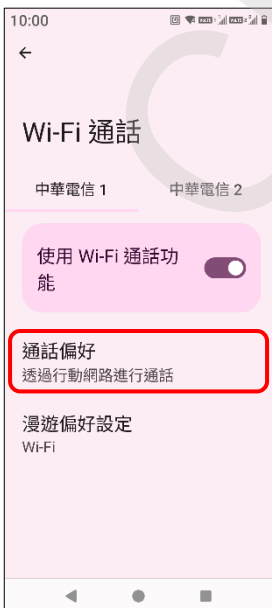 10:00
Wi-Fi 通話
中華電信 1
中華電信 2
使用 Wi-Fi 通話功
能
通話偏好
透過行動網路進行通話
漫遊偏好設定
Wi-Fi